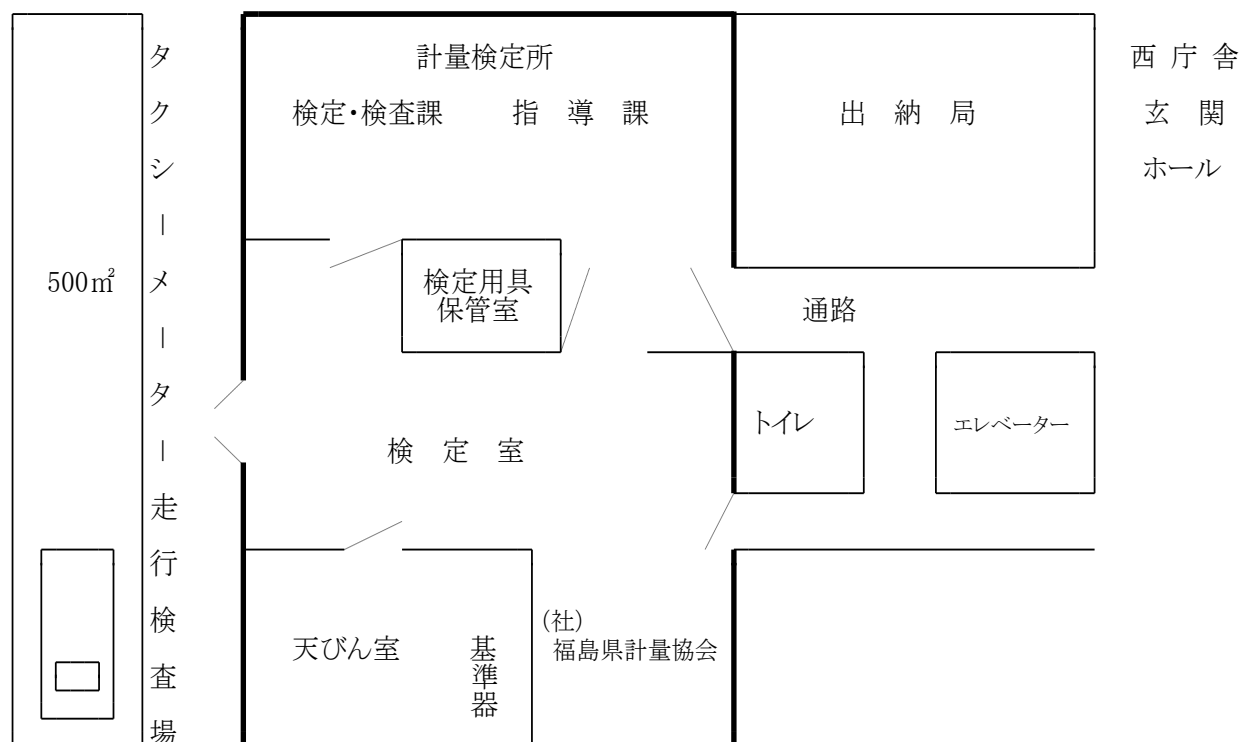 タクシーメーター走行検査場
500㎡
計量検定所
検定・検査課 指導課
出納局
西庁舎
玄関
ホール
検定用具
保管室
通路
トイレ
エレベーター
検定室
天びん室
基準器
(社)
福島県計量協会